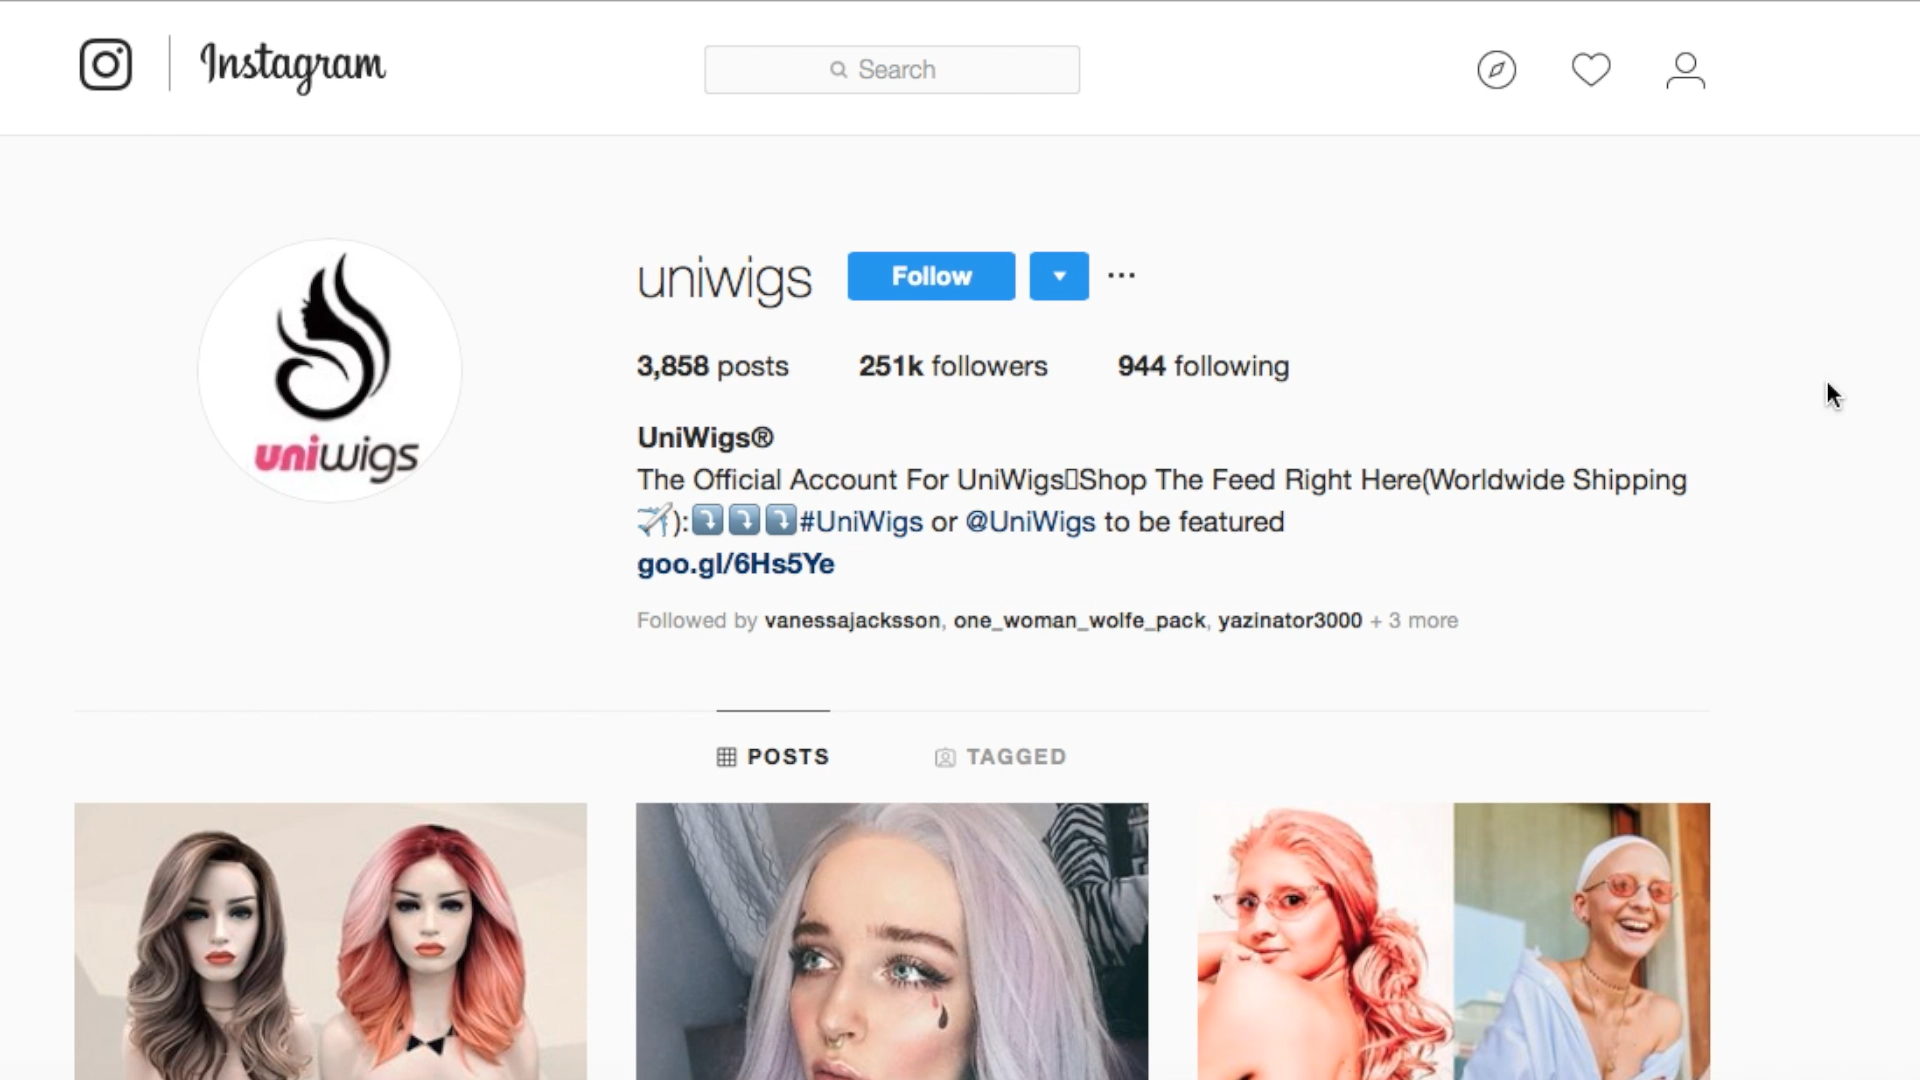 Instagram
Search
uniwigs Follow
3,858 posts 251k followers 944 following
uniwigs
UniWigs®
The Official Account For UniWigs▯Shop The Feed Right Here(Worldwide Shipping
✈️):⤵️⤵️⤵️#UniWigs or @UniWigs to be featured
goo.gl/6Hs5Ye
Followed by vanessajacksson, one_woman_wolfe_pack, yazinator3000 + 3 more
POSTS TAGGED